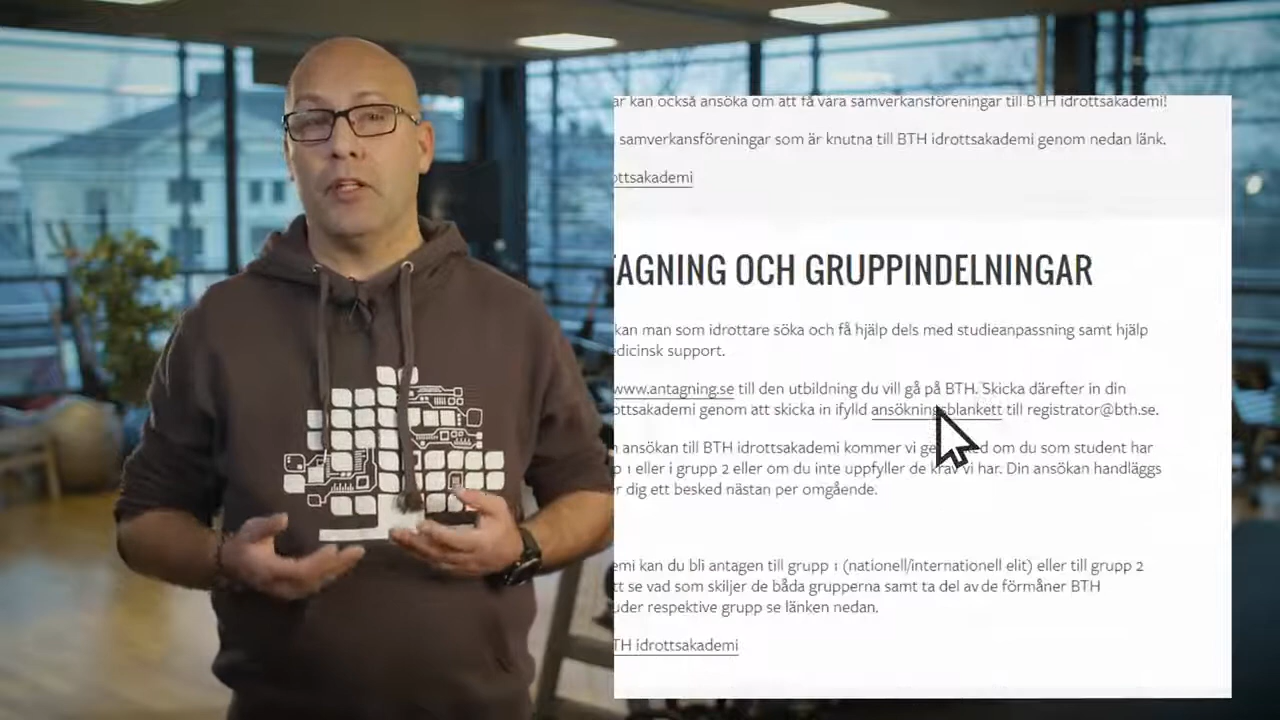 ar kan också ansöka om att få vara samverkansföreningar till BTH idrottsakademi!
samverkansföreningar som är knutna till BTH idrottsakademi genom nedan länk.
ottsakademi
TAGNING OCH GRUPPINDELNINGAR
kan man som idrottare söka och få hjälp dels med studieanpassning samt hjälp
edicinsk support.
www.antagning.se till den utbildning du vill gå på BTH. Skicka därefter in din
ottsakademi genom att skicka in ifylld ansökningsblankett till registrator@bth.se.
ansökan till BTH idrottsakademi kommer vi ge med om du som student har
p 1 eller i grupp 2 eller om du inte uppfyller de krav vi har. Din ansökan handläggs
r dig ett besked nästan per omgående.
emi kan du bli antagen till grupp 1 (nationell/internationell elit) eller till grupp 2
tt se vad som skiljer de båda grupperna samt ta del av de förmåner BTH
uder respektive grupp se länken nedan.
TH idrottsakademi